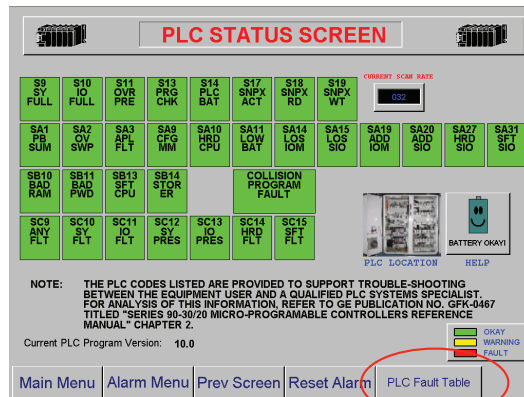 PLC STATUS SCREEN
S9 SY FULL
S10 IO FULL
S11 OVR PRE
S13 PRG CHK
S14 PLC BAT
S17 SNPX ACT
S18 SNPX RD
S19 SNPX WT
CURRENT SCAN RATE
032
SA1 PB SUM
SA2 OV SWP
SA3 APL FLT
SA9 CFG MM
SA10 HRD CPU
SA11 LOW BAT
SA14 LOS IOM
SA15 LOS SIO
SA19 ADD IOM
SA20 ADD SIO
SA27 HRD SIO
SA31 SFT SIO
SB10 BAD RAM
SB11 BAD PWD
SB13 SFT CPU
SB14 STOR ER
COLLISION PROGRAM FAULT
SC9 ANY FLT
SC10 SY FLT
SC11 IO FLT
SC12 SY PRES
SC13 IO PRES
SC14 HRD FLT
SC15 SFT FLT
BATTERY OKAY!
PLC LOCATION
HELP
NOTE: THE PLC CODES LISTED ARE PROVIDED TO SUPPORT TROUBLE-SHOOTING
BETWEEN THE EQUIPMENT USER AND A QUALIFIED PLC SYSTEMS SPECIALIST.
FOR ANALYSIS OF THIS INFORMATION, REFER TO GE PUBLICATION NO. GFK-0467
TITLED "SERIES 90-30/20 MICRO-PROGRAMABLE CONTROLLERS REFERENCE
MANUAL" CHAPTER 2.
Current PLC Program Version: 10.0
OKAY
WARNING
FAULT
Main Menu
Alarm Menu
Prev Screen
Reset Alarm
PLC Fault Table